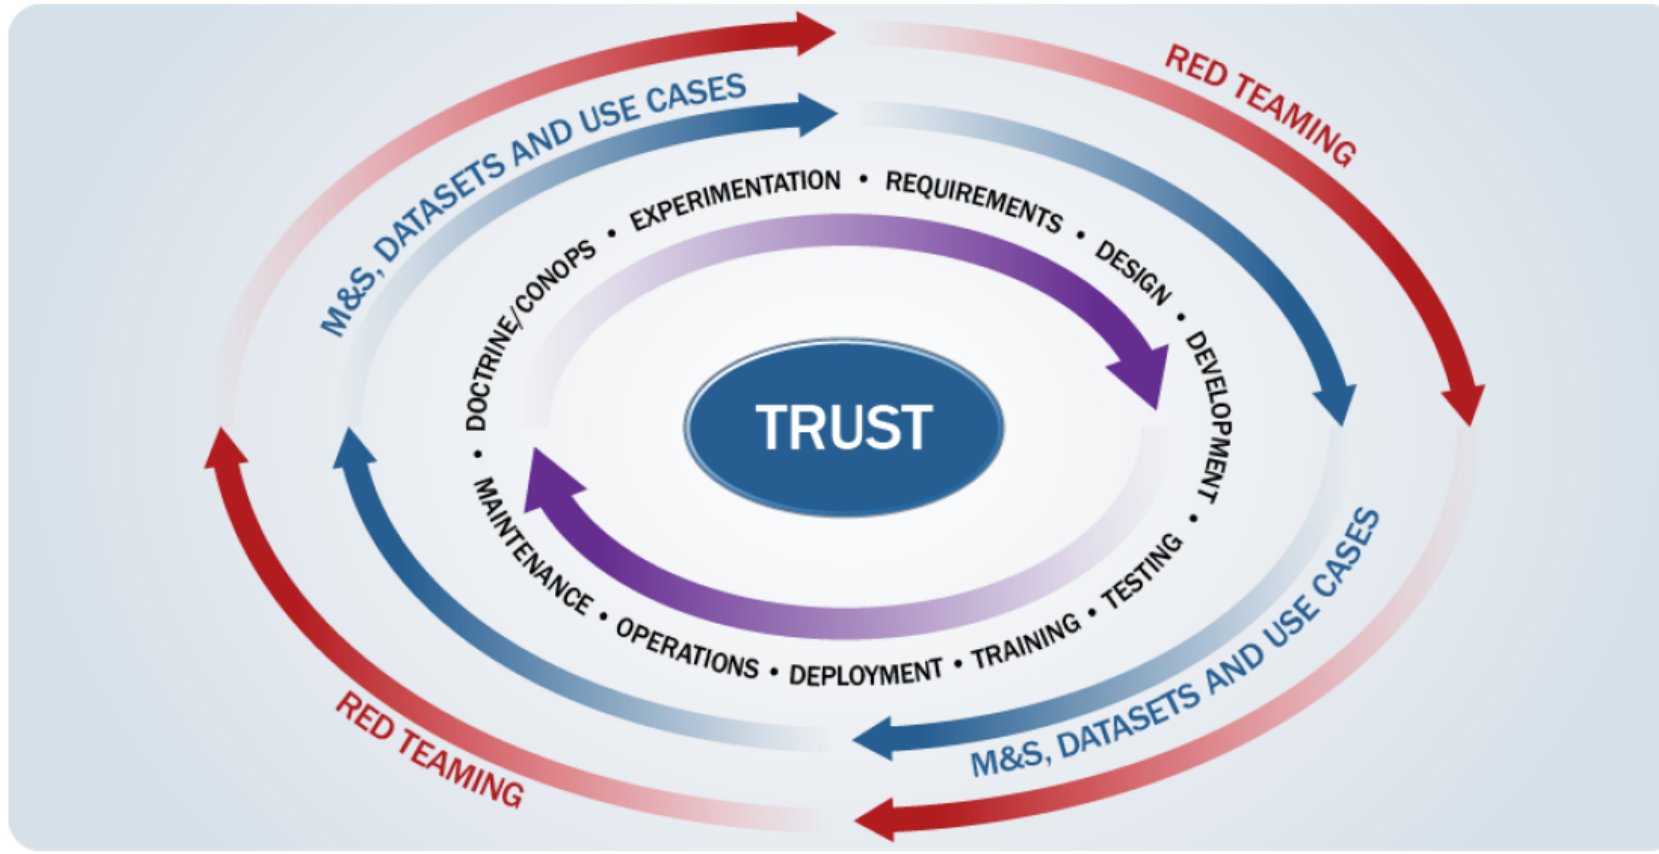 RED TEAMING
M&S, DATASETS AND USE CASES
• DOCTRINE/CONOPS • EXPERIMENTATION • REQUIREMENTS • DESIGN • DEVELOPMENT • TESTING • TRAINING • DEPLOYMENT • OPERATIONS • MAINTENANCE
TRUST
M&S, DATASETS AND USE CASES
RED TEAMING